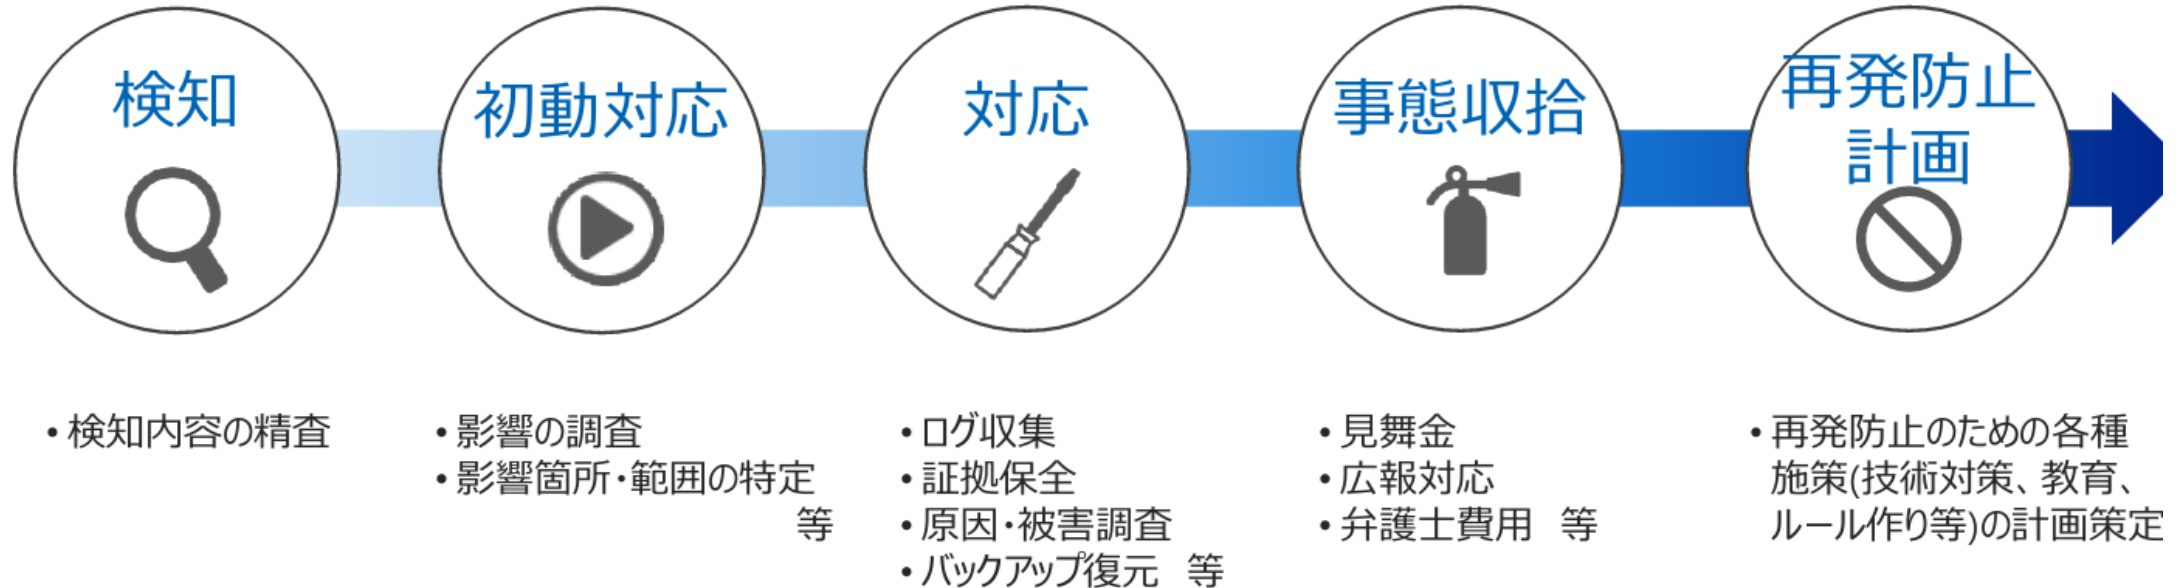 検知
初動対応
対応
事態収拾
再発防止
計画
・検知内容の精査
・影響の調査
・影響箇所・範囲の特定
等
・ログ収集
・証拠保全
・原因・被害調査
・バックアップ復元 等
・見舞金
・広報対応
・弁護士費用 等
・再発防止のための各種
施策(技術対策、教育、
ルール作り等)の計画策定